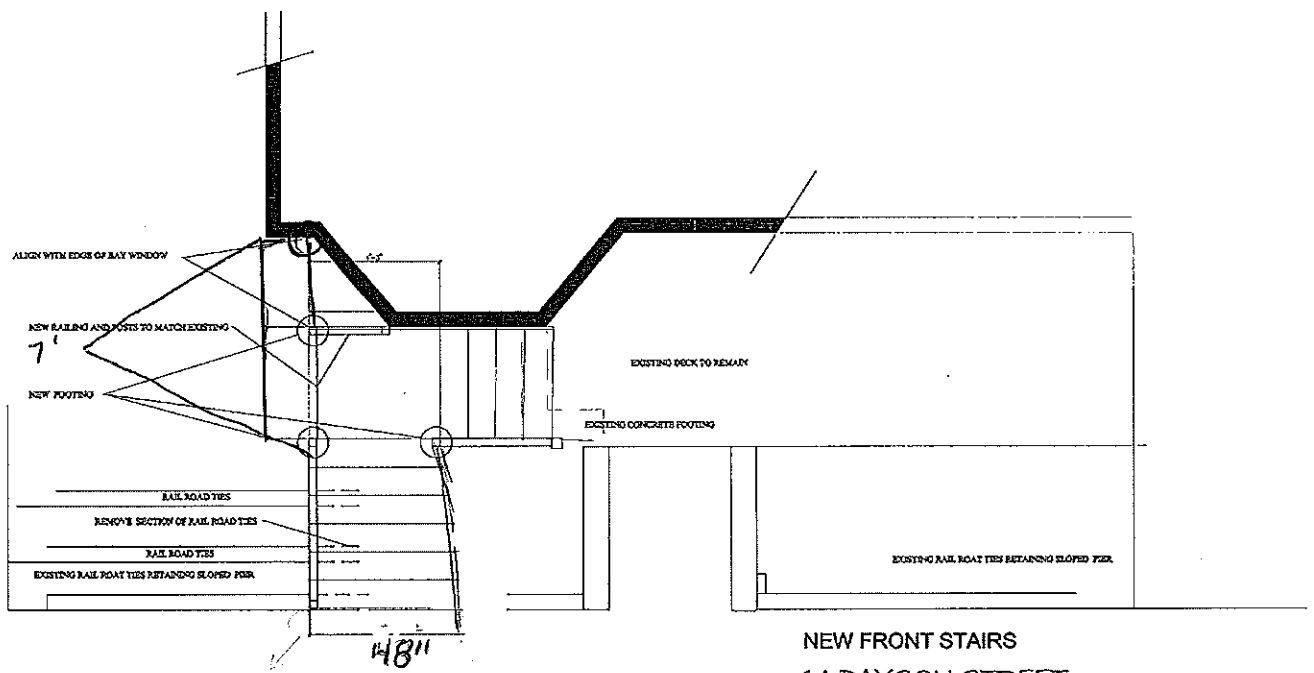 ALIGN WITH EDGE OF BAY WINDOW
NEW RAILING AND POSTS TO MATCH EXISTING
7'
NEW FOOTING
EXISTING DECK TO REMAIN
EXISTING CONCRETE FOOTING
RAIL ROAD TIES
REMOVE SECTION OF RAIL ROAD TIES
RAIL ROAD TIES
EXISTING RAIL ROAT TIES RETAINING SLOPED PIER
EXISTING RAIL ROAT TIES RETAINING SLOPED PIER
"48"
NEW FRONT STAIRS